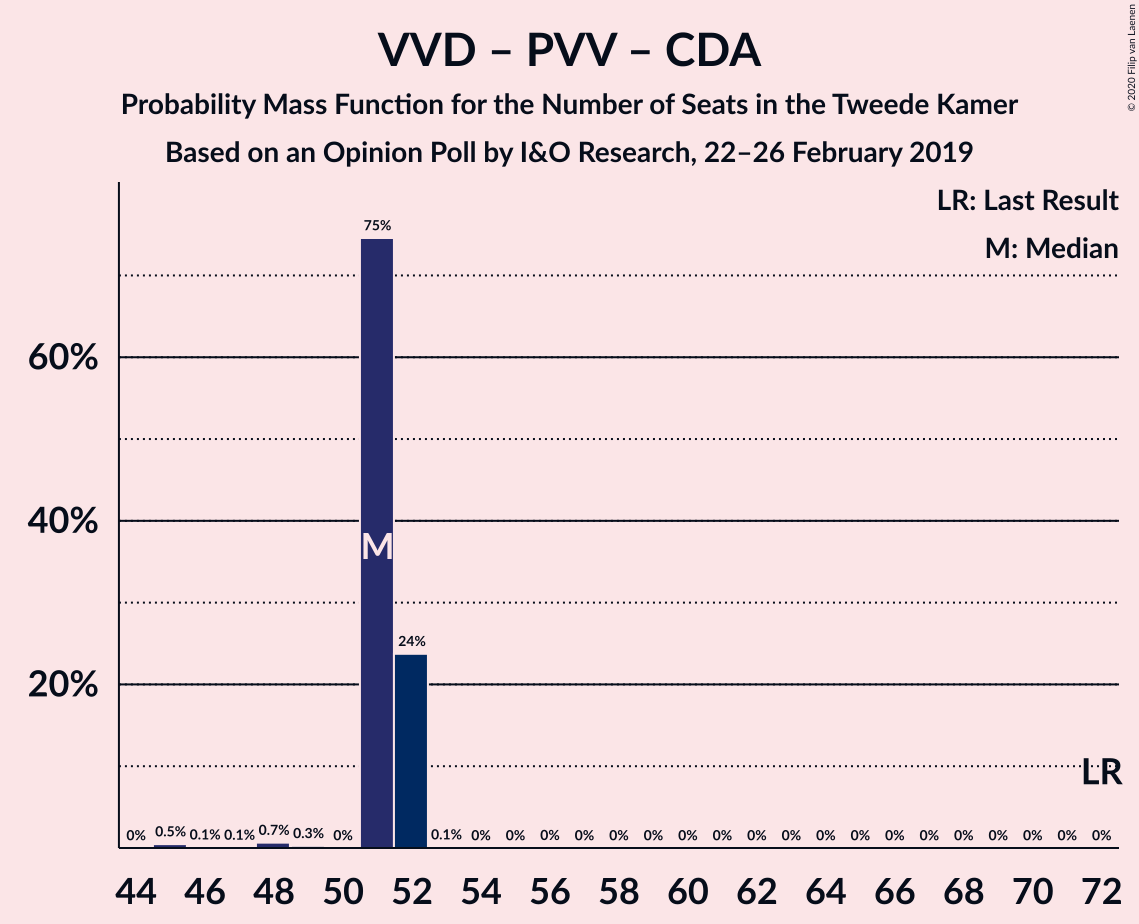 VVD – PVV – CDA
Probability Mass Function for the Number of Seats in the Tweede Kamer
Based on an Opinion Poll by I&O Research, 22–26 February 2019
© 2020 Filip van Laenen
LR: Last Result
M: Median
75%
60%
40%
M
24%
20%
LR
0% 0.5% 0.1% 0.1% 0.7% 0.3% 0% 0.1% 0% 0% 0% 0% 0% 0% 0% 0% 0% 0% 0% 0% 0% 0% 0% 0% 0% 0% 0%
44 46 48 50 52 54 56 58 60 62 64 66 68 70 72